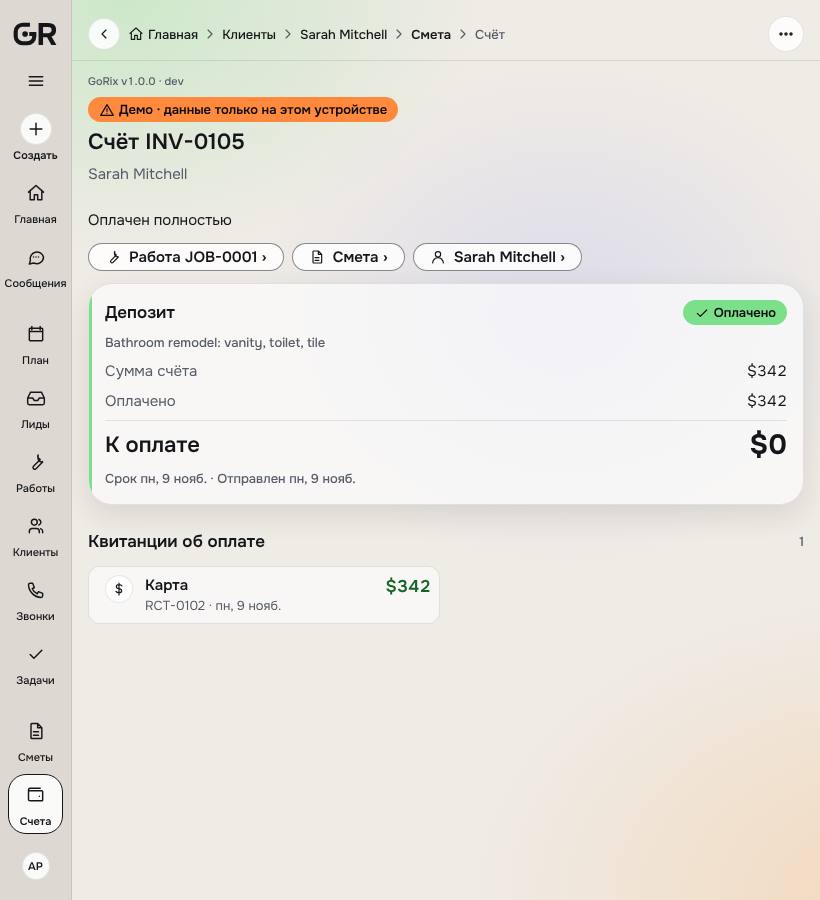 GR
Главная
Клиенты
Sarah Mitchell
Смета
Счёт
GoRix v1.0.0 · dev
Демо · данные только на этом устройстве
Счёт INV-0105
Sarah Mitchell
Оплачен полностью
Работа JOB-0001 ›
Смета ›
Sarah Mitchell ›
Депозит
Оплачено
Bathroom remodel: vanity, toilet, tile
Сумма счёта
$342
Оплачено
$342
К оплате
$0
Срок пн, 9 нояб. · Отправлен пн, 9 нояб.
Квитанции об оплате
1
$
Карта
$342
RCT-0102 · пн, 9 нояб.
Создать
Главная
Сообщения
План
Лиды
Работы
Клиенты
Звонки
Задачи
Сметы
Счета
AP